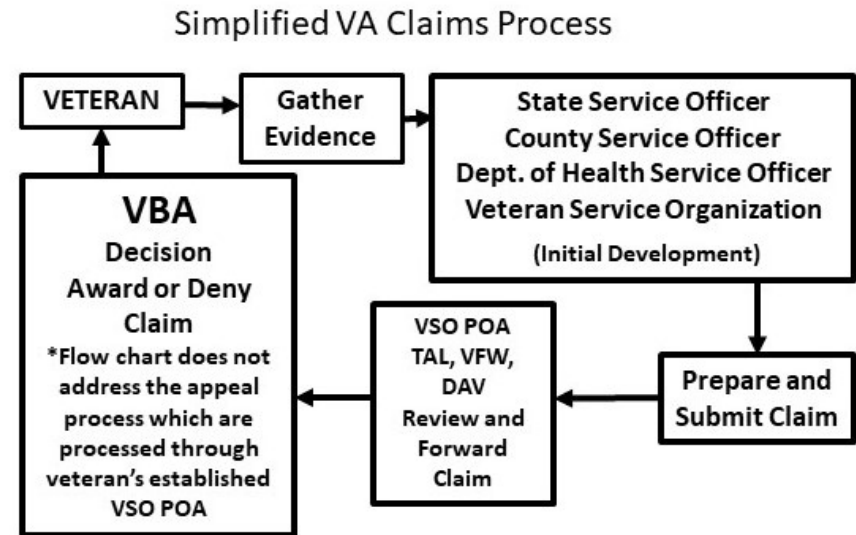 Simplified VA Claims Process
VETERAN
Gather
Evidence
State Service Officer
County Service Officer
Dept. of Health Service Officer
Veteran Service Organization
(Initial Development)
Prepare and
Submit Claim
VSO POA
TAL, VFW,
DAV
Review and
Forward
Claim
VBA
Decision
Award or Deny
Claim
*Flow chart does not
address the appeal
process which are
processed through
veteran’s established
VSO POA